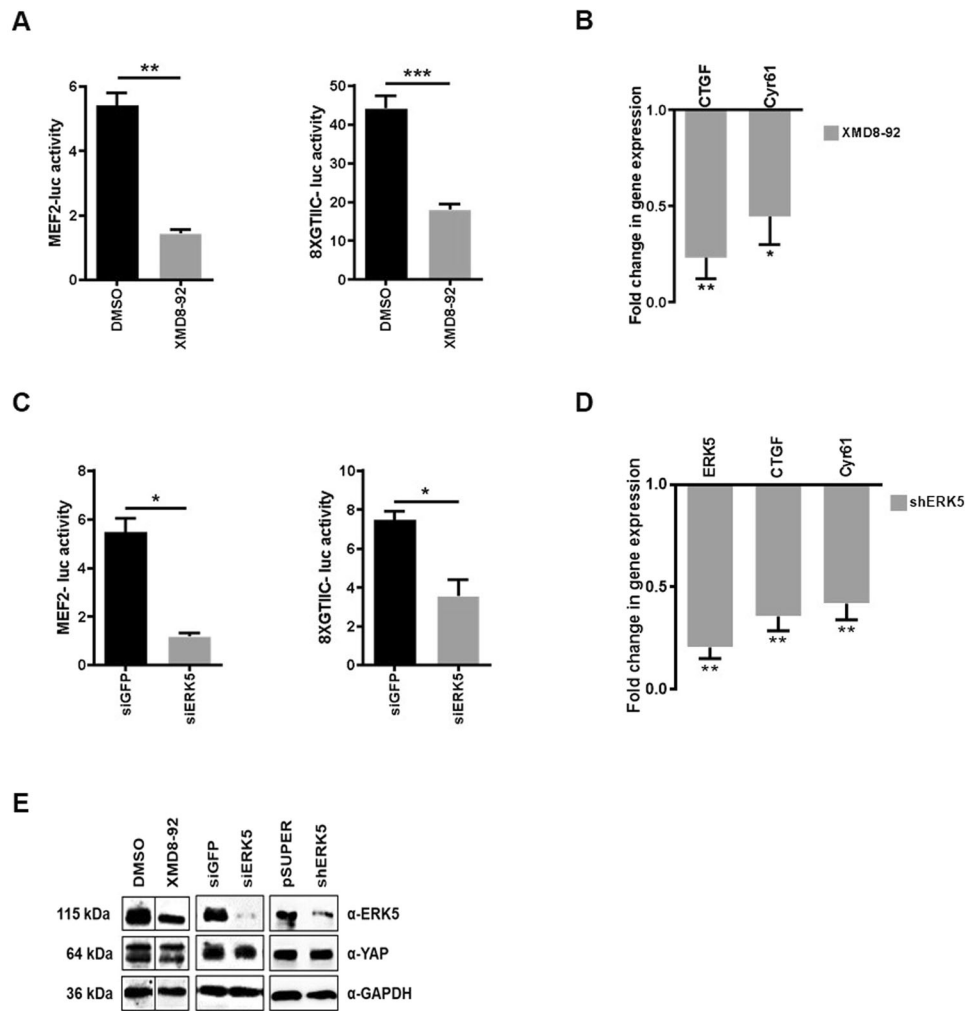 A
MEF2-luc activity
6
4
2
0
**
DMSO
XMD8-92
8XGTIIC- luc activity
50
40
30
20
10
0
***
DMSO
XMD8-92
B
Fold change in gene expression
1.0
0.5
0.0
CTGF
Cyr61
**
*
XMD8-92
C
MEF2- luc activity
8
6
4
2
0
*
siGFP
siERK5
8XGTIIC- luc activity
10
8
6
4
2
0
*
siGFP
siERK5
D
Fold change in gene expression
1.0
0.5
0.0
ERK5
CTGF
Cyr61
**
**
**
shERK5
E
DMSO
XMD8-92
siGFP
siERK5
pSUPER
shERK5
115 kDa
α-ERK5
64 kDa
α-YAP
36 kDa
α-GAPDH